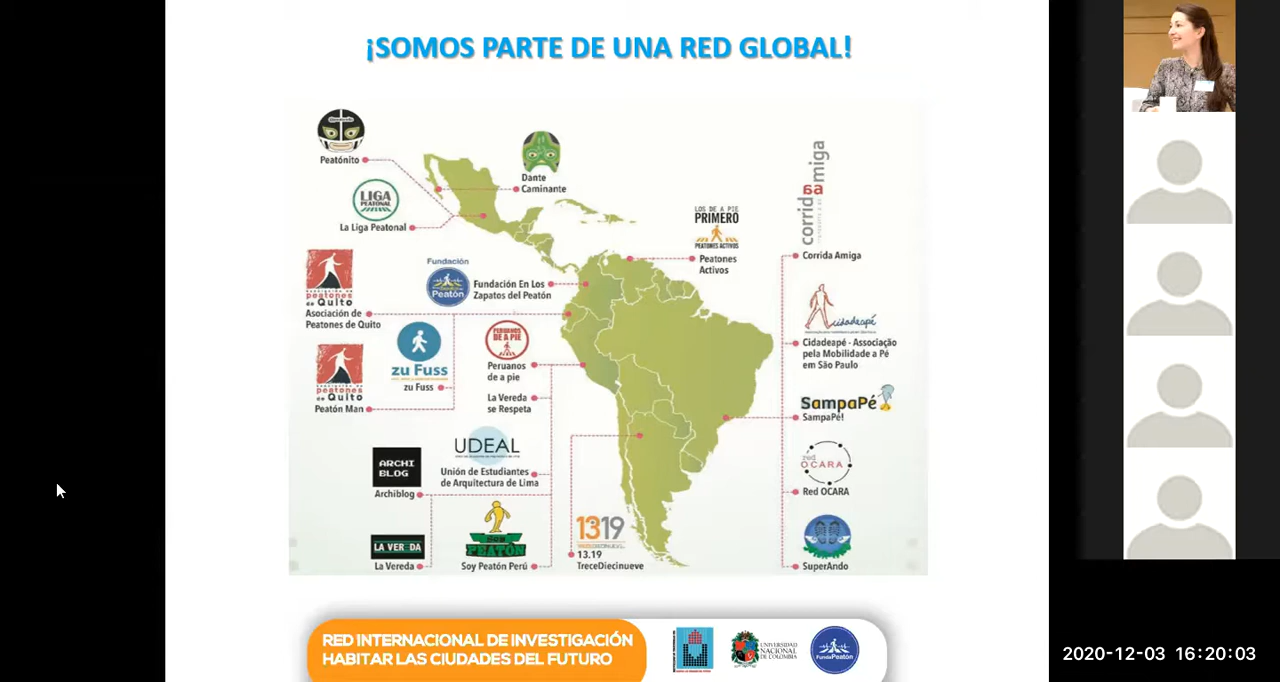 ¡SOMOS PARTE DE UNA RED GLOBAL!
Peatónito
Dante
Caminante
LIGA
PEATONAL
La Liga Peatonal
LOS DE A PIE
PRIMERO
PEATONES ACTIVOS
Peatones
Activos
corrida amiga
Corrida Amiga
peatones
de Quito
Asociación de
Peatones de Quito
Fundación
Peatón
Fundación En Los
Zapatos del Peatón
zu Fuss
zu Fuss
PERUANOS
DE A PIE
Peruanos
de a pie
La Vereda
se Respeta
cidadeapé
Cidadeapé - Associação
pela Mobilidade a Pé
em São Paulo
peatones
de Quito
Peatón Man
SampaPé!
SampaPé!
ARCHI
BLOG
Archiblog
UDEAL
Unión de Estudiantes
de Arquitectura de Lima
red
OCARA
Red OCARA
LA VEREDA
La Vereda
SOY
PEATÓN
Soy Peatón Perú
1319
13.19
TreceDiecinueve
SuperAndo
RED INTERNACIONAL DE INVESTIGACIÓN
HABITAR LAS CIUDADES DEL FUTURO
UNIVERSIDAD
NACIONAL
DE COLOMBIA
FundaPeatón
2020-12-03 16:20:03